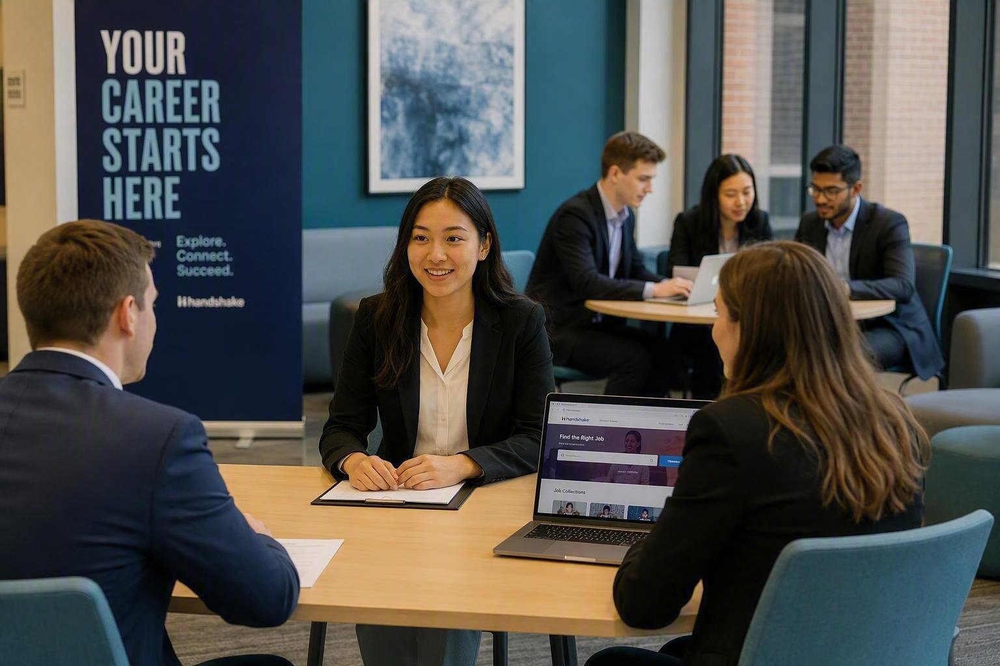 YOUR
CAREER
STARTS
HERE
Explore.
Connect.
Succeed.
handshake
handshake
Find the Right Job
Job Collections